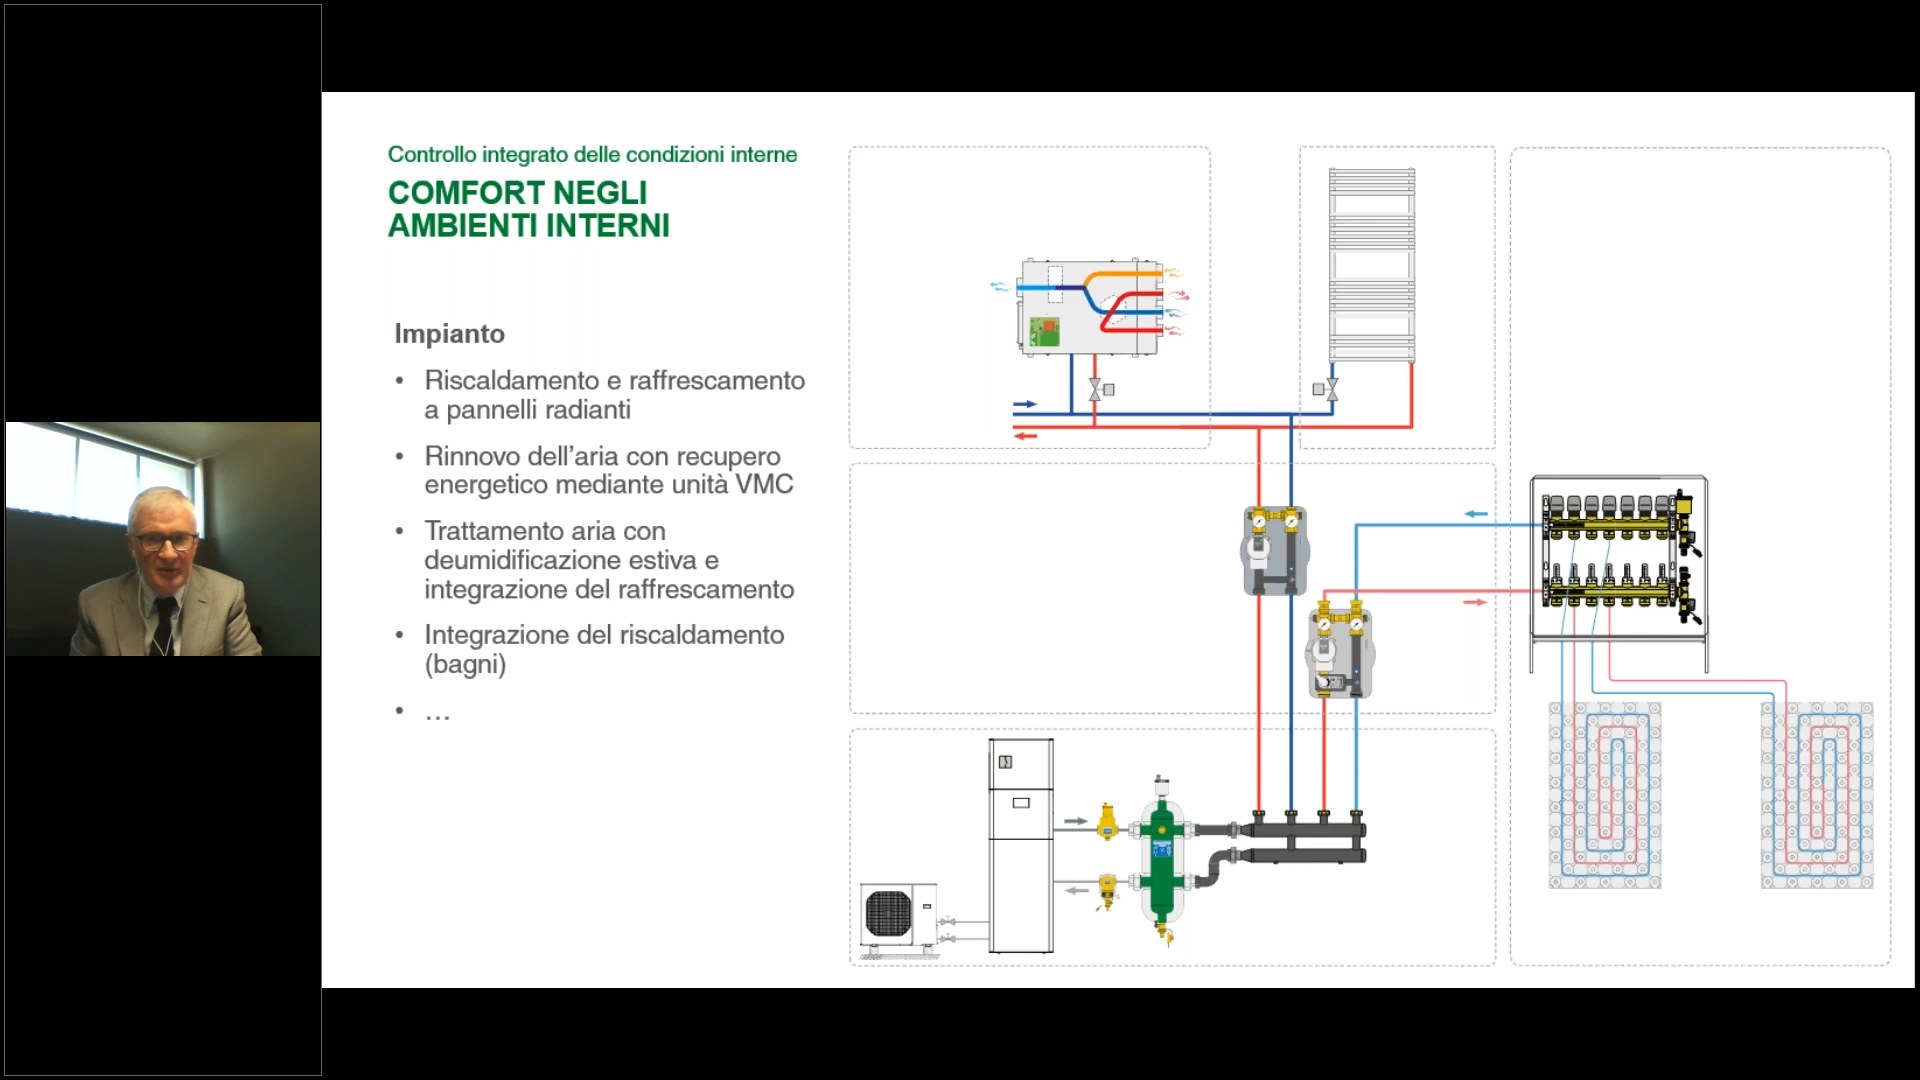 Controllo integrato delle condizioni interne
COMFORT NEGLI
AMBIENTI INTERNI
Impianto
• Riscaldamento e raffrescamento
a pannelli radianti
• Rinnovo dell’aria con recupero
energetico mediante unità VMC
• Trattamento aria con
deumidificazione estiva e
integrazione del raffrescamento
• Integrazione del riscaldamento
(bagni)
• …